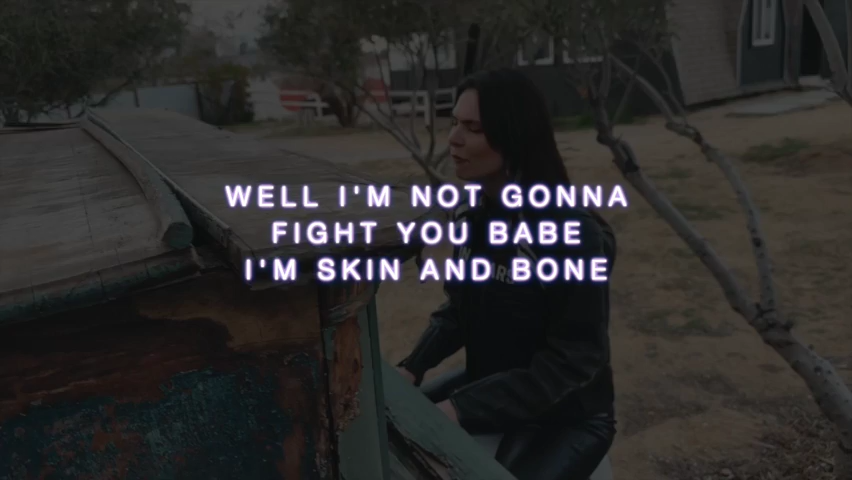 WELL I'M NOT GONNA
FIGHT YOU BABE
I'M SKIN AND BONE